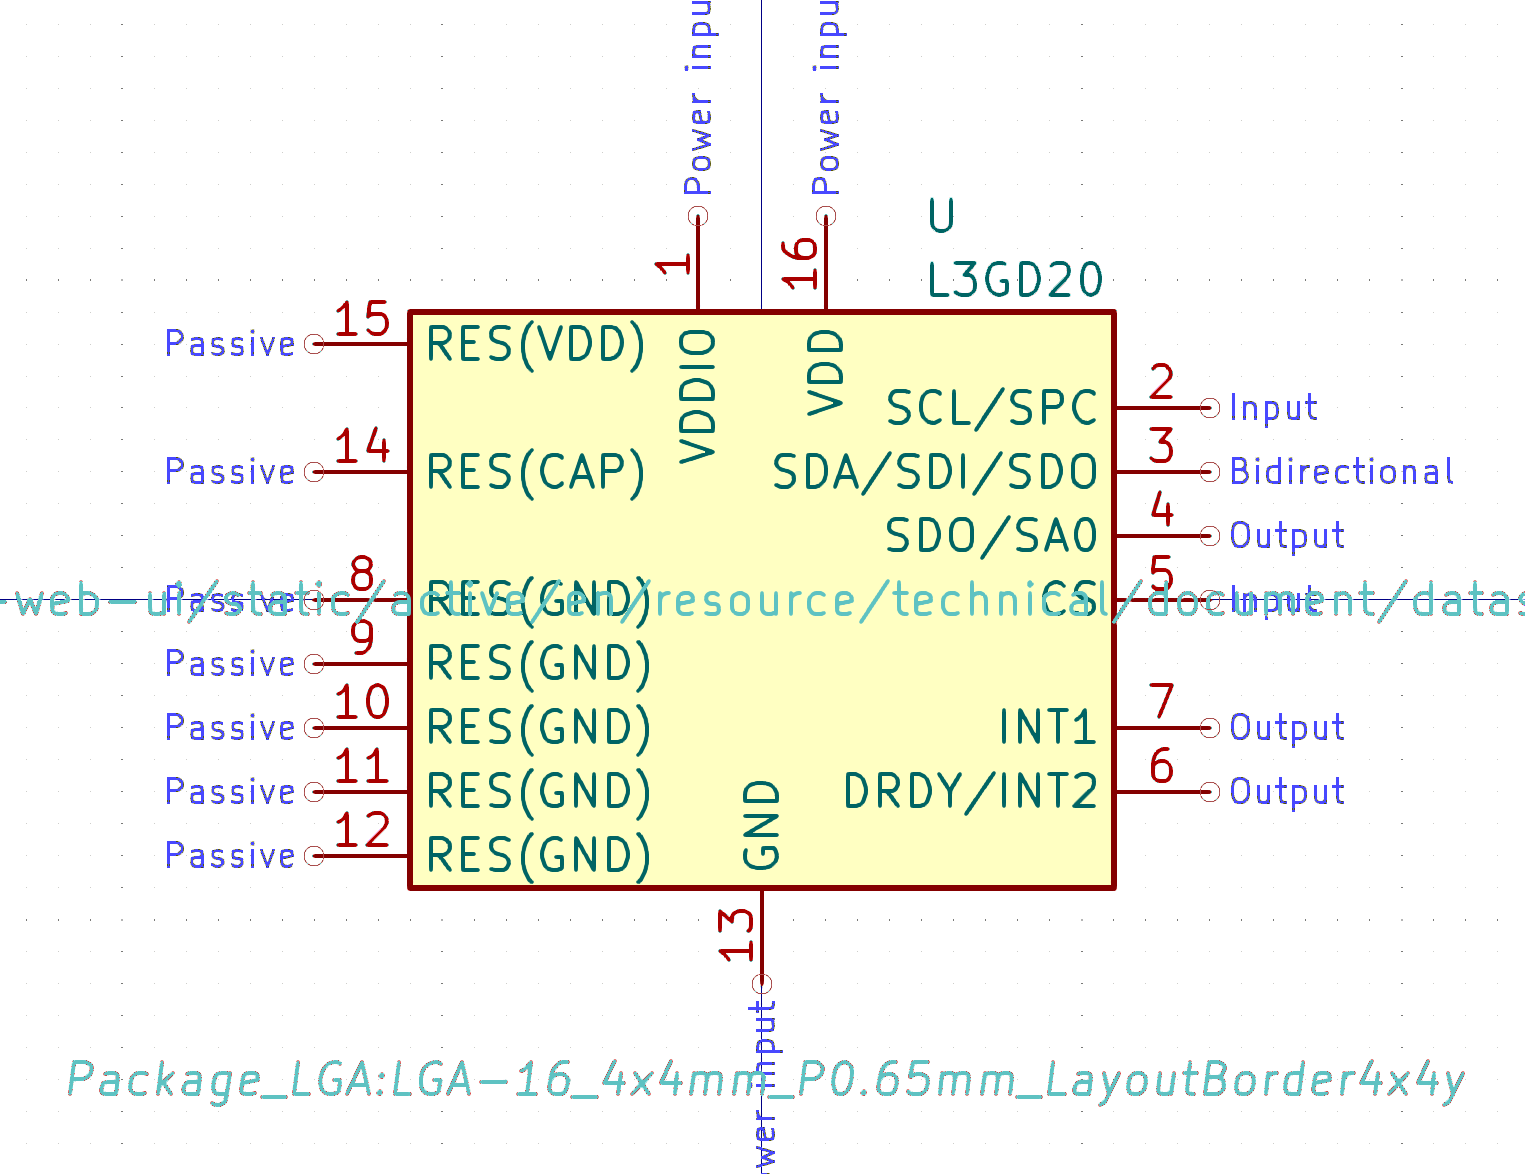 Power inpu
Power inpu
1
16
U
L3GD20
VDDIO
VDD
Passive 15 RES(VDD)
Passive 14 RES(CAP)
Passive 8 RES(GND)
Passive 9 RES(GND)
Passive 10 RES(GND)
Passive 11 RES(GND)
Passive 12 RES(GND)
SCL/SPC 2 Input
SDA/SDI/SDO 3 Bidirectional
SDO/SA0 4 Output
CS 5 Input
-web-ui/static/active/en/resource/technical/document/datas
INT1 7 Output
DRDY/INT2 6 Output
GND
13
wer input
Package_LGA:LGA-16_4x4mm_P0.65mm_LayoutBorder4x4y